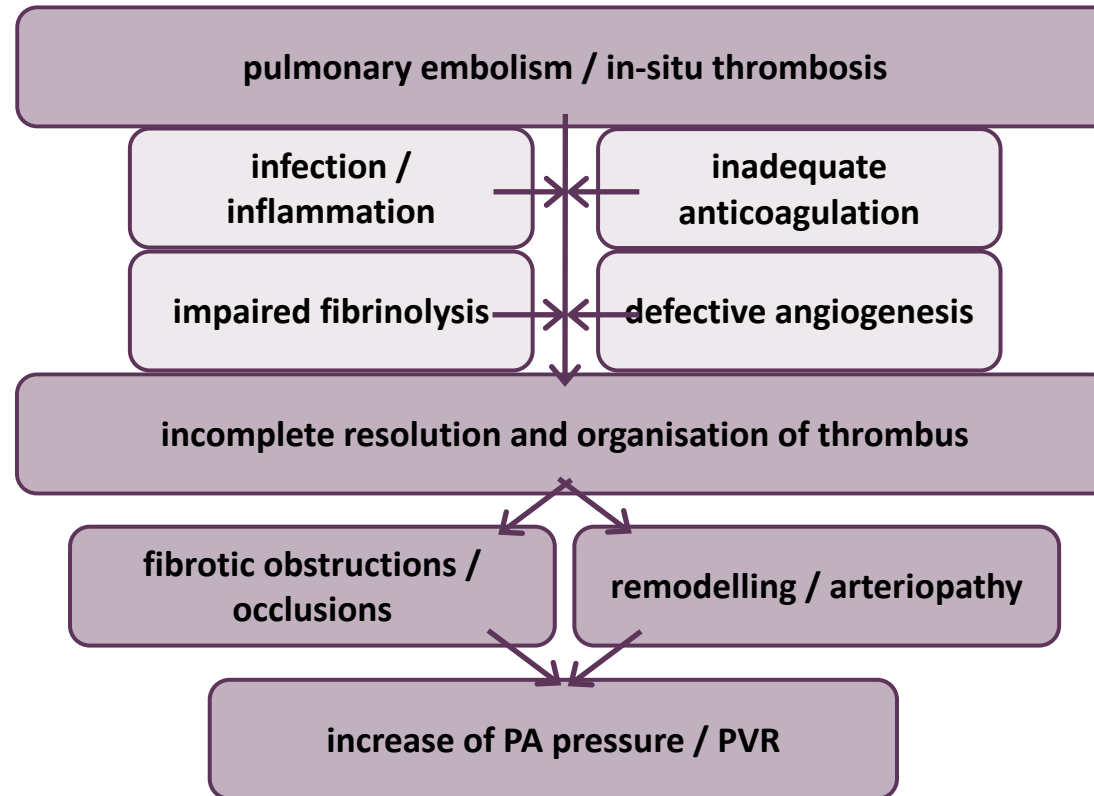 pulmonary embolism / in-situ thrombosis
infection /
inflammation
inadequate
anticoagulation
impaired fibrinolysis
defective angiogenesis
incomplete resolution and organisation of thrombus
fibrotic obstructions /
occlusions
remodelling / arteriopathy
increase of PA pressure / PVR